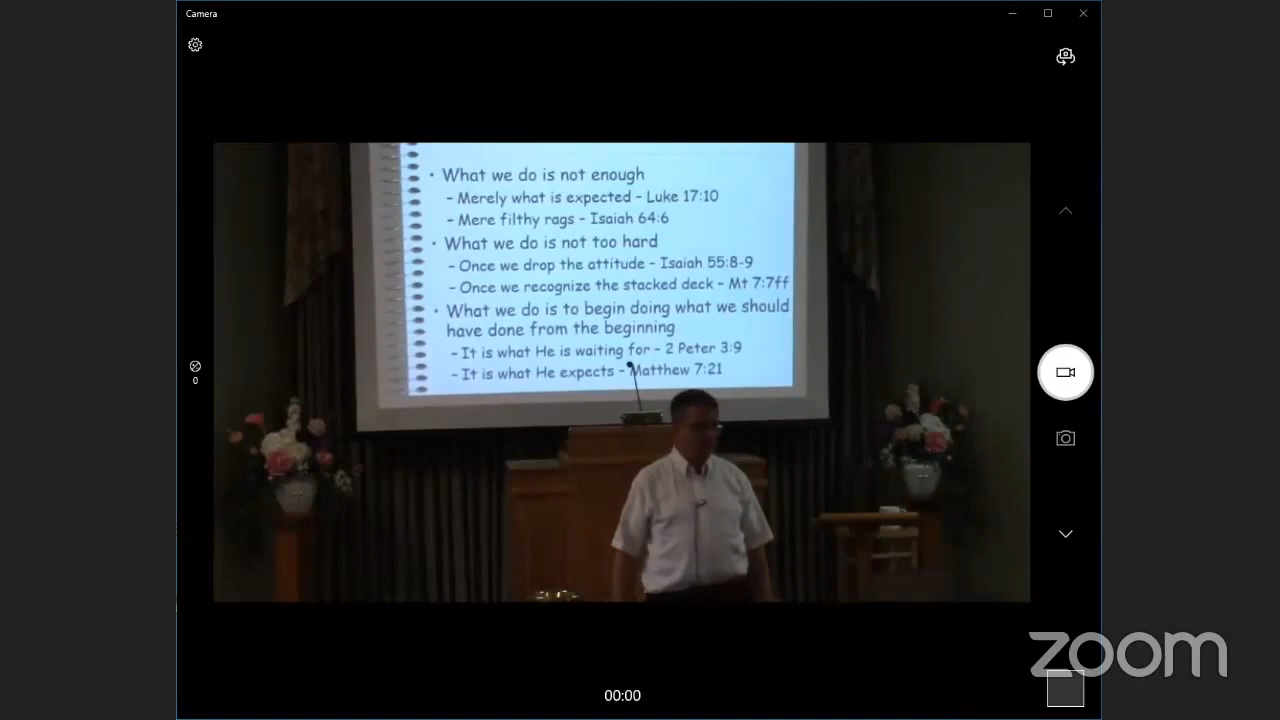 Camera
• What we do is not enough
- Merely what is expected - Luke 17:10
- Mere filthy rags - Isaiah 64:6
• What we do is not too hard
- Once we drop the attitude - Isaiah 55:8-9
- Once we recognize the stacked deck - Mt 7:7ff
• What we do is to begin doing what we should
have done from the beginning
- It is what He is waiting for - 2 Peter 3:9
- It is what He expects - Matthew 7:21
0
zoom
00:00